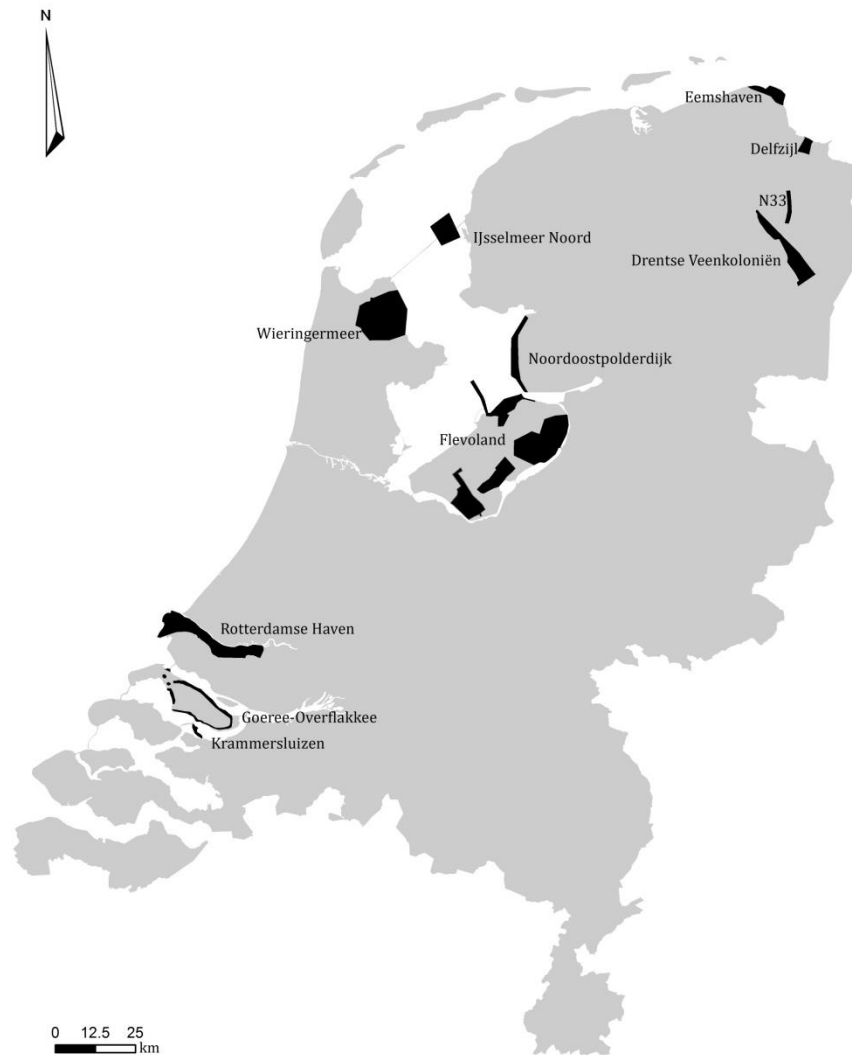 N
Eemshaven
Delfzijl
N33
IJsselmeer Noord
Drentse Veenkoloniën
Wieringermeer
Noordoostpolderdijk
Flevoland
Rotterdamse Haven
Goeree-Overflakkee
Krammersluizen
0 12.5 25
km